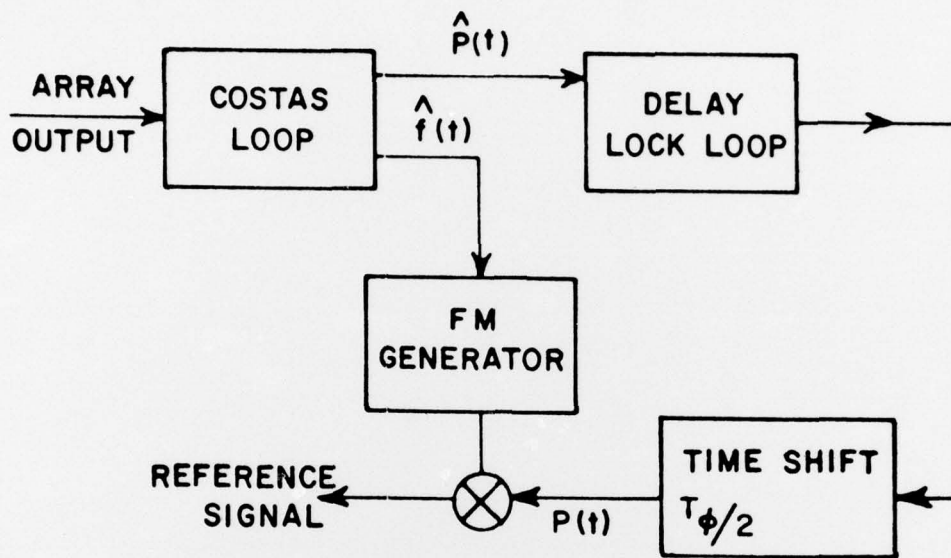 ARRAY
OUTPUT
COSTAS
LOOP
P̂(t)
f̂(t)
DELAY
LOCK LOOP
FM
GENERATOR
TIME SHIFT
Tϕ/2
P(t)
REFERENCE
SIGNAL